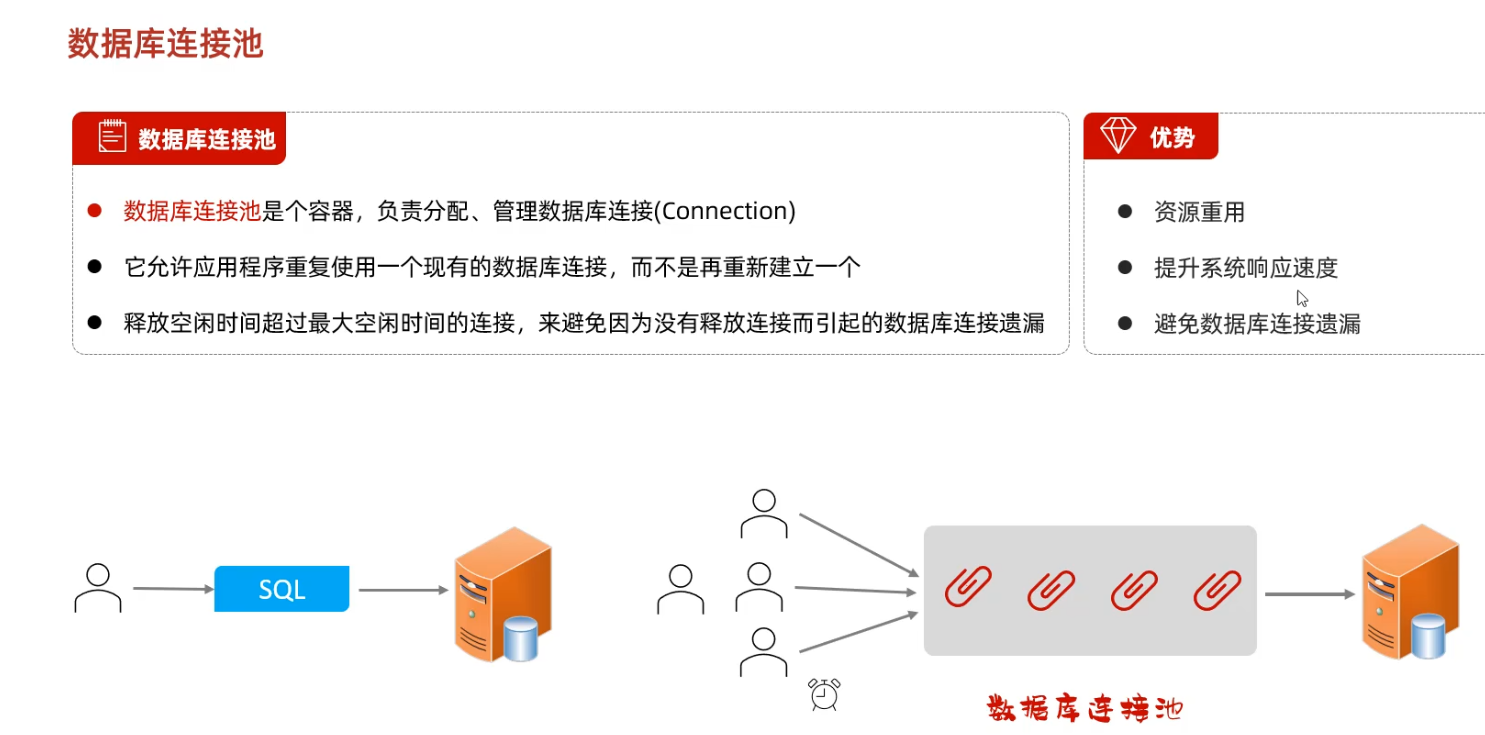 数据库连接池
数据库连接池
数据库连接池是个容器，负责分配、管理数据库连接(Connection)
它允许应用程序重复使用一个现有的数据库连接，而不是再重新建立一个
释放空闲时间超过最大空闲时间的连接，来避免因为没有释放连接而引起的数据库连接遗漏
优势
资源重用
提升系统响应速度
避免数据库连接遗漏
SQL
数据库连接池